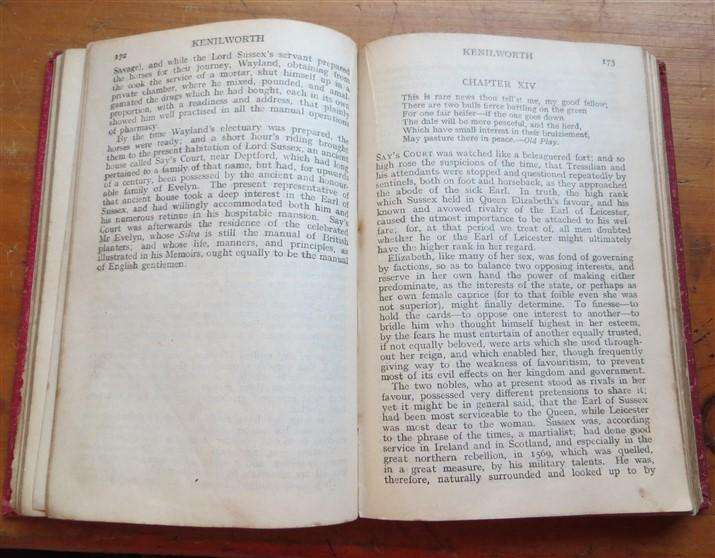 172
KENILWORTH
Savage), and while the Lord Sussex's servant prepared
the horses for their journey, Wayland, obtaining from
the cook the service of a mortar, shut himself up in a
private chamber, where he mixed, pounded, and amal-
gamated the drugs which he had bought, each in its own
proportion, with a readiness and address, that plainly
showed him well practised in all the manual operations
of pharmacy.
By the time Wayland's electuary was prepared, the
horses were ready; and a short hour's riding brought
them to the present habitation of Lord Sussex, an ancient
house called Say's Court, near Deptford, which had long
pertained to a family of that name, but had, for upwards
of a century, been possessed by the ancient and honour-
able family of Evelyn. The present representative of
that ancient house took a deep interest in the Earl of
Sussex, and had willingly accommodated both him and
his numerous retinue in his hospitable mansion. Say's
Court was afterwards the residence of the celebrated
Mr Evelyn, whose Silva is still the manual of British
planters; and whose life, manners, and principles, as
illustrated in his Memoirs, ought equally to be the manual
of English gentlemen.
KENILWORTH
173
CHAPTER XIV
This is rare news thou tell'st me, my good fellow;
There are two bulls fierce battling on the green
For one fair heifer—if the one goes down
The dale will be more peaceful, and the herd,
Which have small interest in their brulziement,
May pasture there in peace.—Old Play.
SAY'S COURT was watched like a beleaguered fort; and so
high rose the suspicions of the time, that Tressilian and
his attendants were stopped and questioned repeatedly by
sentinels, both on foot and horseback, as they approached
the abode of the sick Earl. In truth, the high rank
which Sussex held in Queen Elizabeth's favour, and his
known and avowed rivalry of the Earl of Leicester,
caused the utmost importance to be attached to his wel-
fare; for, at that period we treat of, all men doubted
whether he or the Earl of Leicester might ultimately
have the higher rank in her regard.
Elizabeth, like many of her sex, was fond of governing
by factions, so as to balance two opposing interests, and
reserve in her own hand the power of making either
predominate, as the interests of the state, or perhaps as
her own female caprice (for to that foible even she was
not superior), might finally determine. To finesse—to
hold the cards—to oppose one interest to another—to
bridle him who thought himself highest in her esteem,
by the fears he must entertain of another equally trusted,
if not equally beloved, were arts which she used through-
out her reign, and which enabled her, though frequently
giving way to the weakness of favouritism, to prevent
most of its evil effects on her kingdom and government.
The two nobles, who at present stood as rivals in her
favour, possessed very different pretensions to share it;
yet it might be in general said, that the Earl of Sussex
had been most serviceable to the Queen, while Leicester
was most dear to the woman. Sussex was, according
to the phrase of the times, a martialist; had done good
service in Ireland and in Scotland, and especially in the
great northern rebellion, in 1569, which was quelled,
in a great measure, by his military talents. He was,
therefore, naturally surrounded and looked up to by